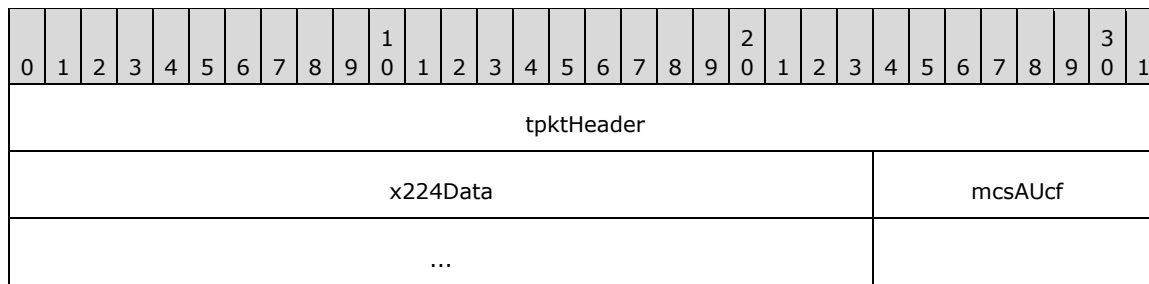 1 2 3
0 1 2 3 4 5 6 7 8 9 0 1 2 3 4 5 6 7 8 9 0 1 2 3 4 5 6 7 8 9 0 1
tpktHeader
x224Data mcsAUcf
...